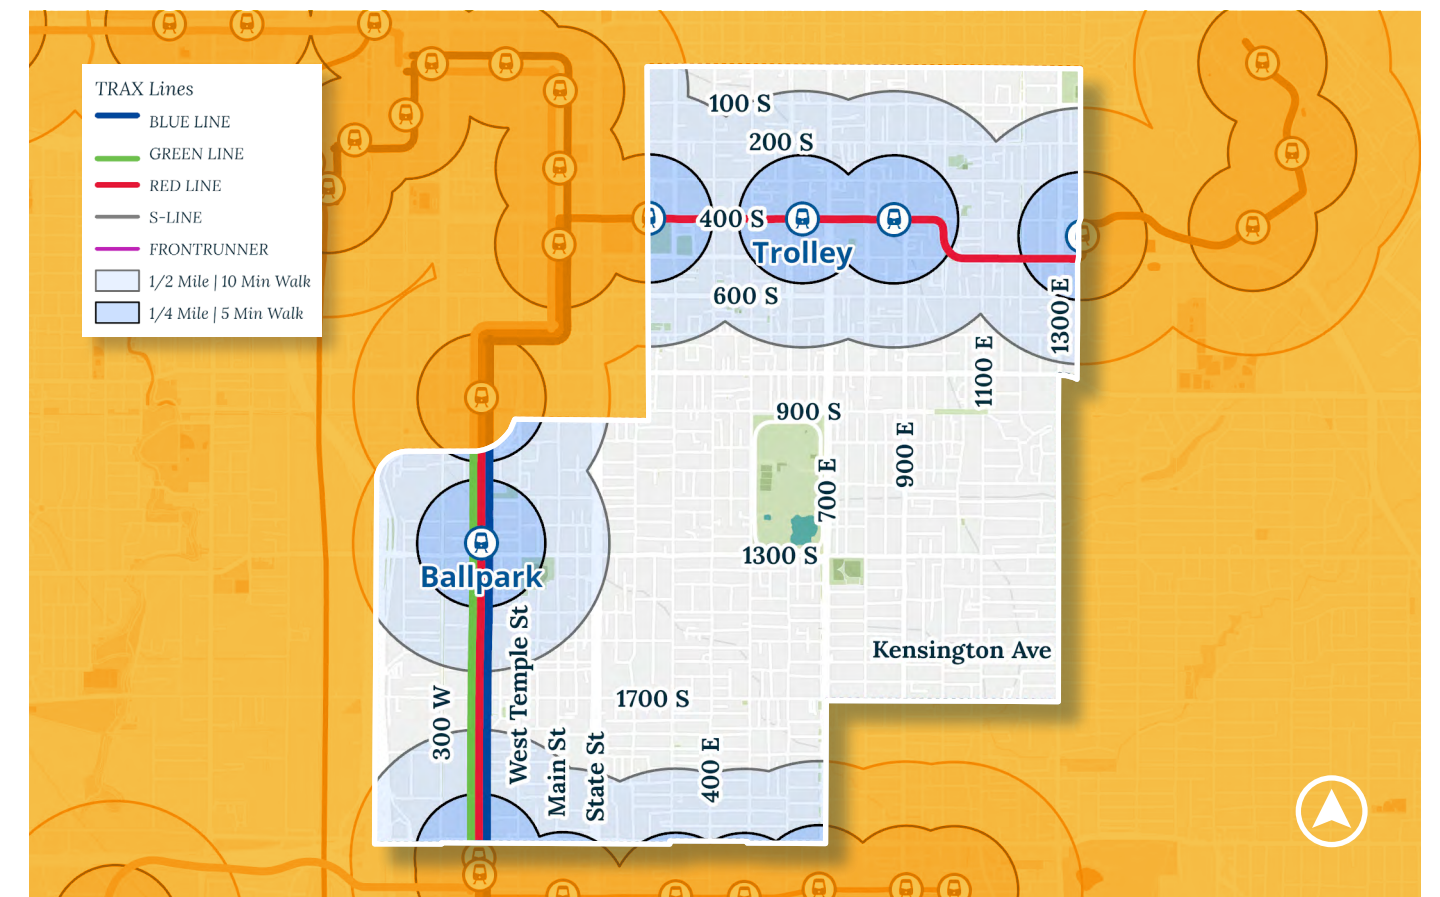 TRAX Lines
BLUE LINE
GREEN LINE
RED LINE
S-LINE
FRONTRUNNER
1/2 Mile | 10 Min Walk
1/4 Mile | 5 Min Walk
100 S
200 S
400 S
Trolley
600 S
1300 E
1100 E
900 S
900 E
700 E
1300 S
Ballpark
Kensington Ave
West Temple St
300 W
1700 S
Main St
State St
400 E